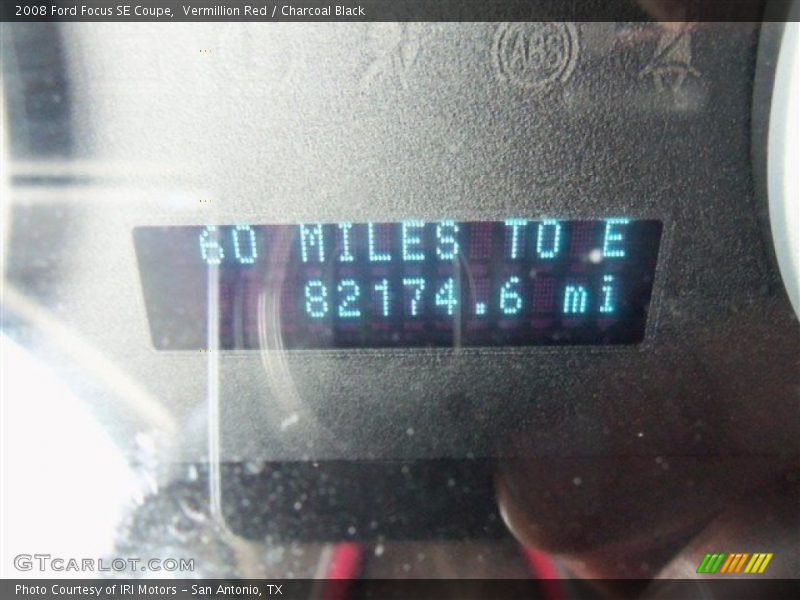 2008 Ford Focus SE Coupe,  Vermillion Red / Charcoal Black
ABS
60 MILES TO E
82174.6 mi
GTCARLOT.COM
Photo Courtesy of IRI Motors - San Antonio, TX